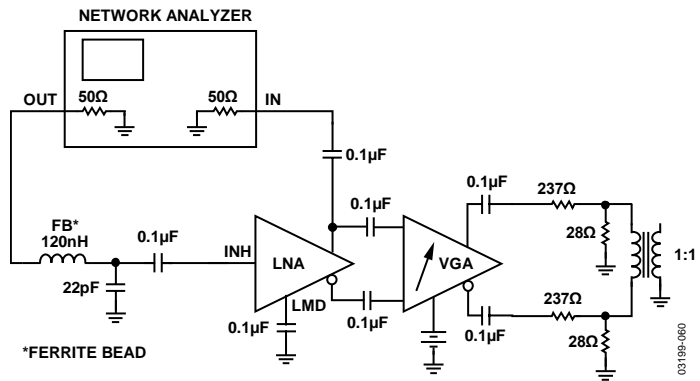 NETWORK ANALYZER
OUT
50Ω
50Ω
IN
0.1µF
0.1µF
0.1µF
237Ω
28Ω
1:1
FB*
120nH
0.1µF
INH
LNA
VGA
22pF
LMD
0.1µF
0.1µF
0.1µF
237Ω
28Ω
*FERRITE BEAD
03199-060